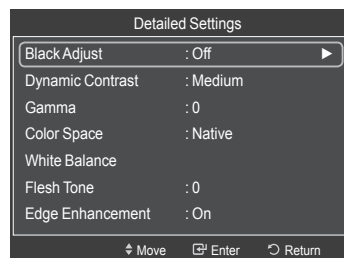 Detailed Settings
Black Adjust : Off ►
Dynamic Contrast : Medium
Gamma : 0
Color Space : Native
White Balance
Flesh Tone : 0
Edge Enhancement : On
Move Enter Return